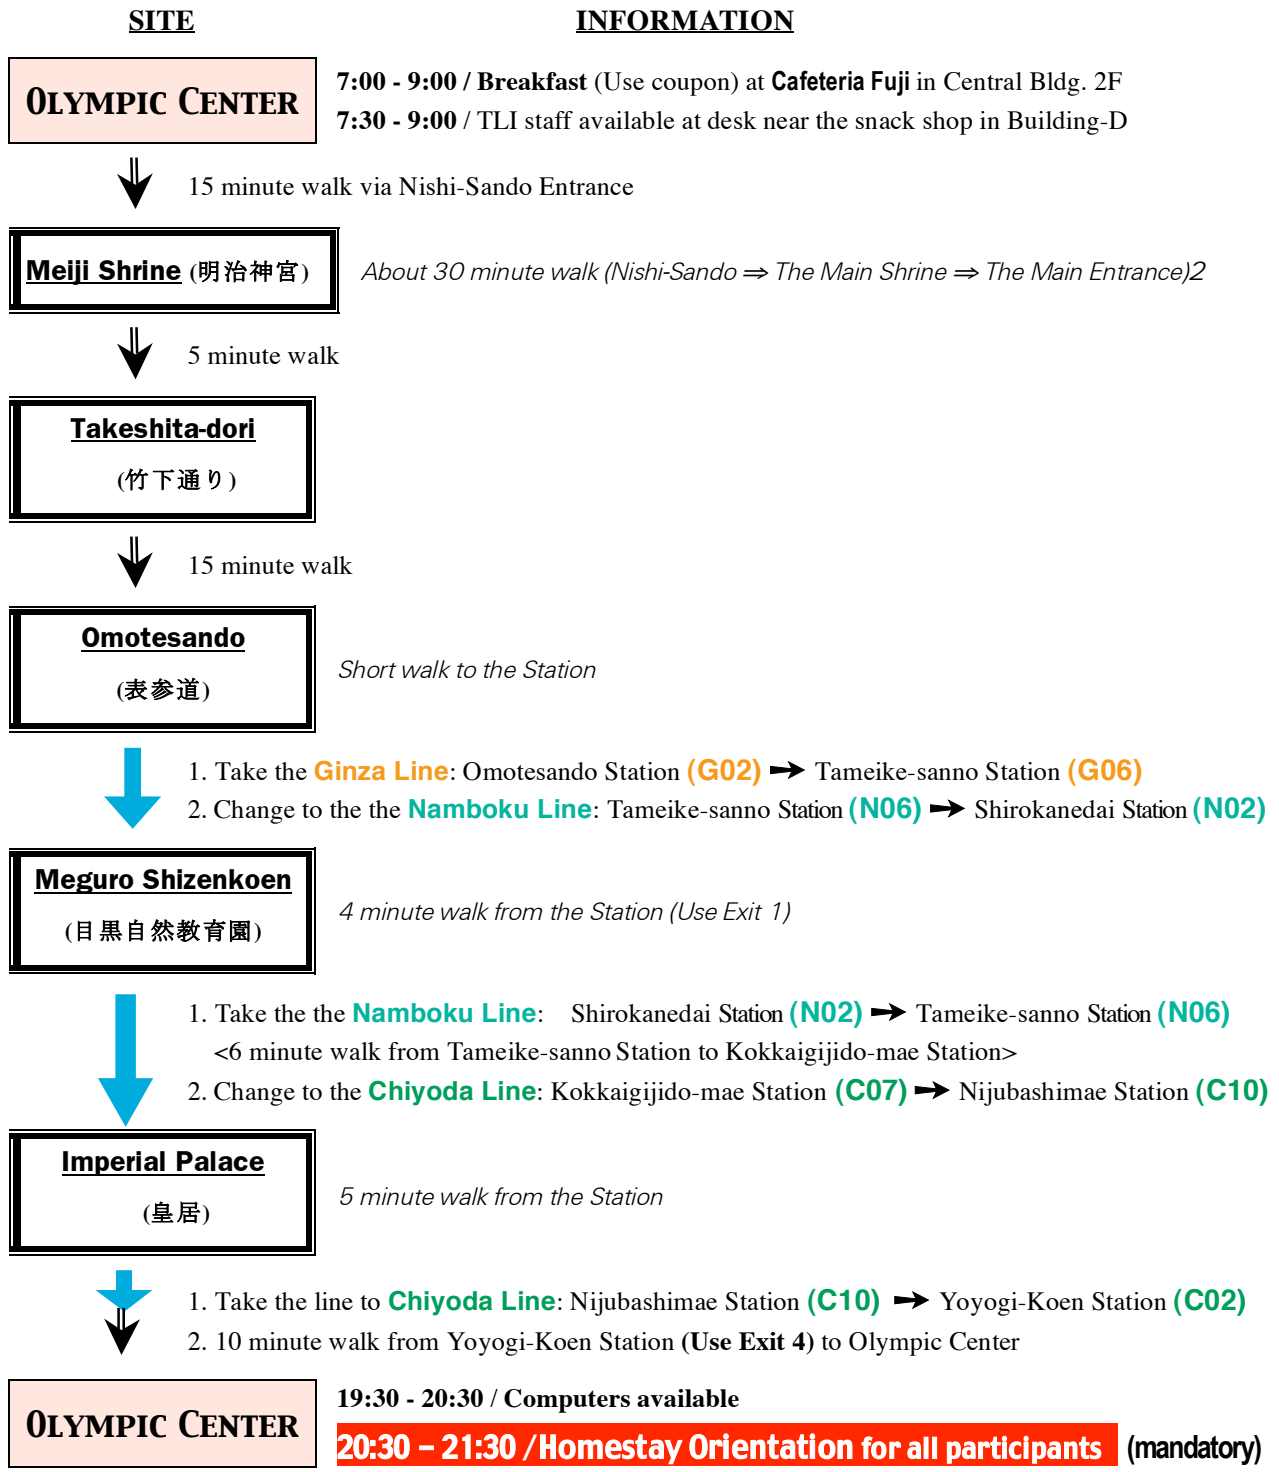 SITE INFORMATION
OLYMPIC CENTER
7:00 - 9:00 / Breakfast (Use coupon) at Cafeteria Fuji in Central Bldg. 2F
7:30 - 9:00 / TLI staff available at desk near the snack shop in Building-D
15 minute walk via Nishi-Sando Entrance
Meiji Shrine (明治神宮) About 30 minute walk (Nishi-Sando ⇒ The Main Shrine ⇒ The Main Entrance)2
5 minute walk
Takeshita-dori
(竹下通り)
15 minute walk
Omotesando
(表参道)
Short walk to the Station
1. Take the Ginza Line: Omotesando Station (G02) ➔ Tameike-sanno Station (G06)
2. Change to the the Namboku Line: Tameike-sanno Station (N06) ➔ Shirokanedai Station (N02)
Meguro Shizenkoen
(目黒自然教育園)
4 minute walk from the Station (Use Exit 1)
1. Take the the Namboku Line: Shirokanedai Station (N02) ➔ Tameike-sanno Station (N06)
<6 minute walk from Tameike-sanno Station to Kokkaigijido-mae Station>
2. Change to the Chiyoda Line: Kokkaigijido-mae Station (C07) ➔ Nijubashimae Station (C10)
Imperial Palace
(皇居)
5 minute walk from the Station
1. Take the line to Chiyoda Line: Nijubashimae Station (C10) ➔ Yoyogi-Koen Station (C02)
2. 10 minute walk from Yoyogi-Koen Station (Use Exit 4) to Olympic Center
OLYMPIC CENTER
19:30 - 20:30 / Computers available
20:30 – 21:30 /Homestay Orientation for all participants (mandatory)